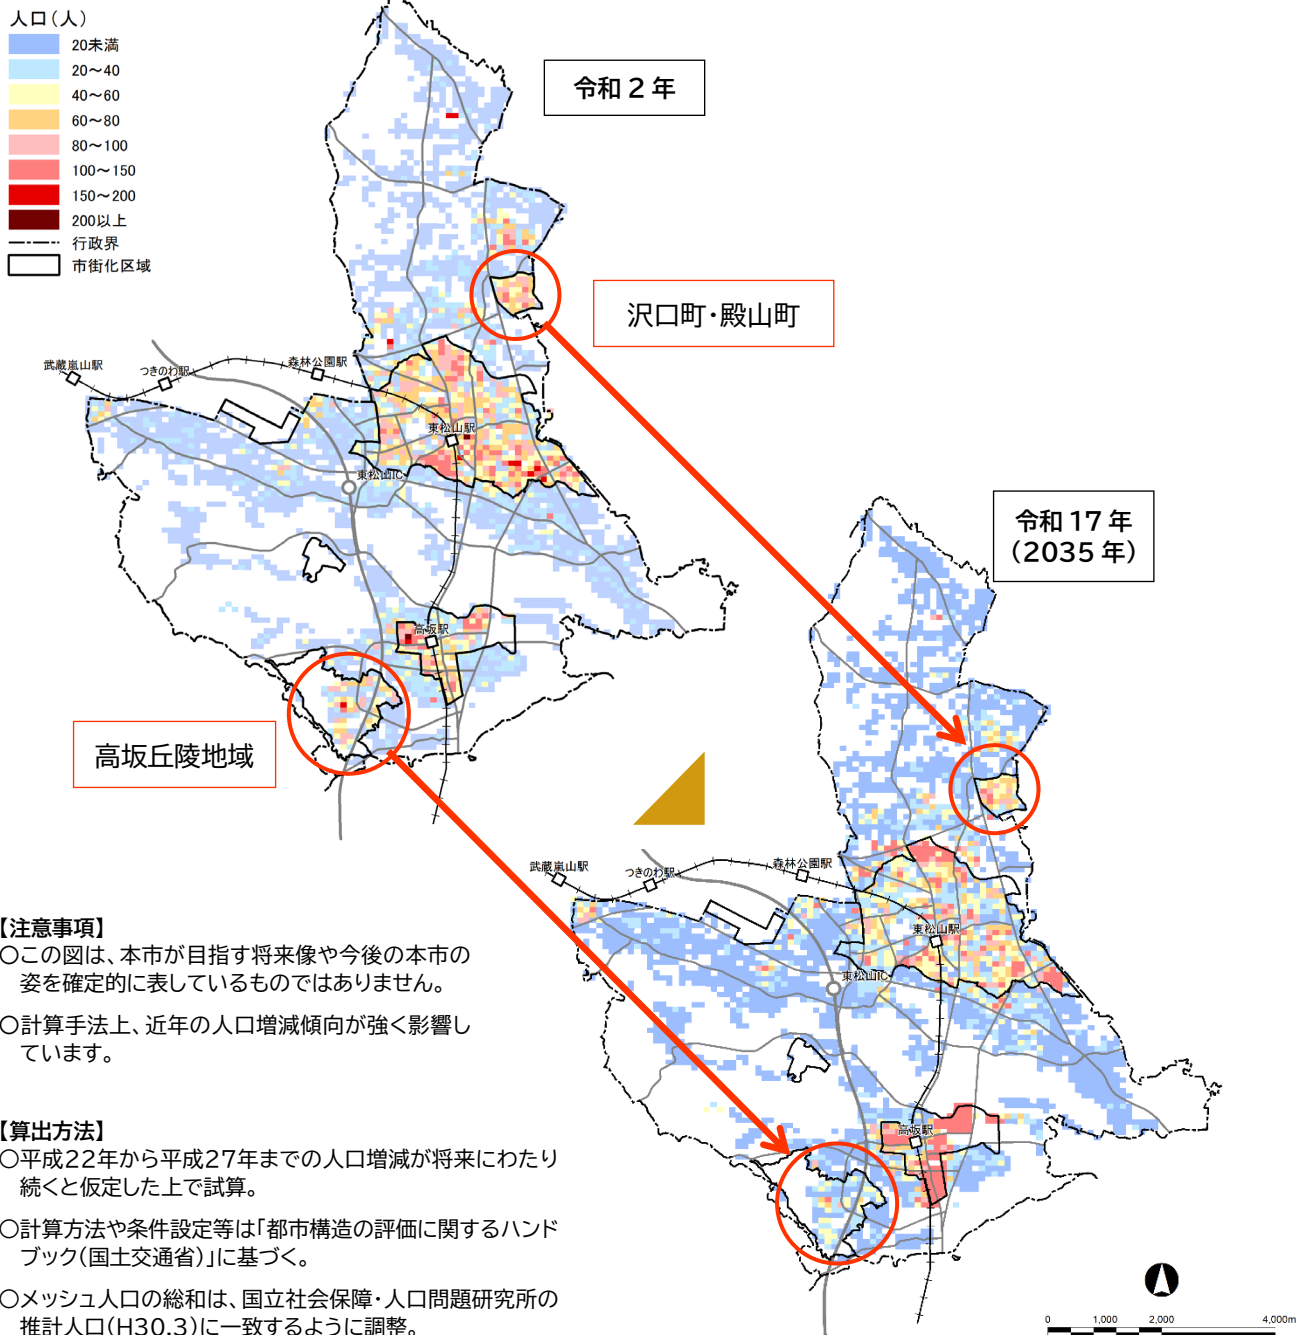 人口（人）
20未満
20～40
40～60
60～80
80～100
100～150
150～200
200以上
行政界
市街化区域
令和２年
沢口町・殿山町
武蔵嵐山駅
つきのわ駅
森林公園駅
東松山駅
東松山IC
高坂駅
高坂丘陵地域
令和17年
（2035年）
武蔵嵐山駅
つきのわ駅
森林公園駅
東松山駅
東松山IC
高坂駅
【注意事項】
○この図は、本市が目指す将来像や今後の本市の
姿を確定的に表しているものではありません。
○計算手法上、近年の人口増減傾向が強く影響し
ています。
【算出方法】
○平成22年から平成27年までの人口増減が将来にわたり
続くと仮定した上で試算。
○計算方法や条件設定等は「都市構造の評価に関するハンド
ブック（国土交通省）」に基づく。
○メッシュ人口の総和は、国立社会保障・人口問題研究所の
推計人口（H30.3）に一致するように調整。
0 1,000 2,000 4,000m